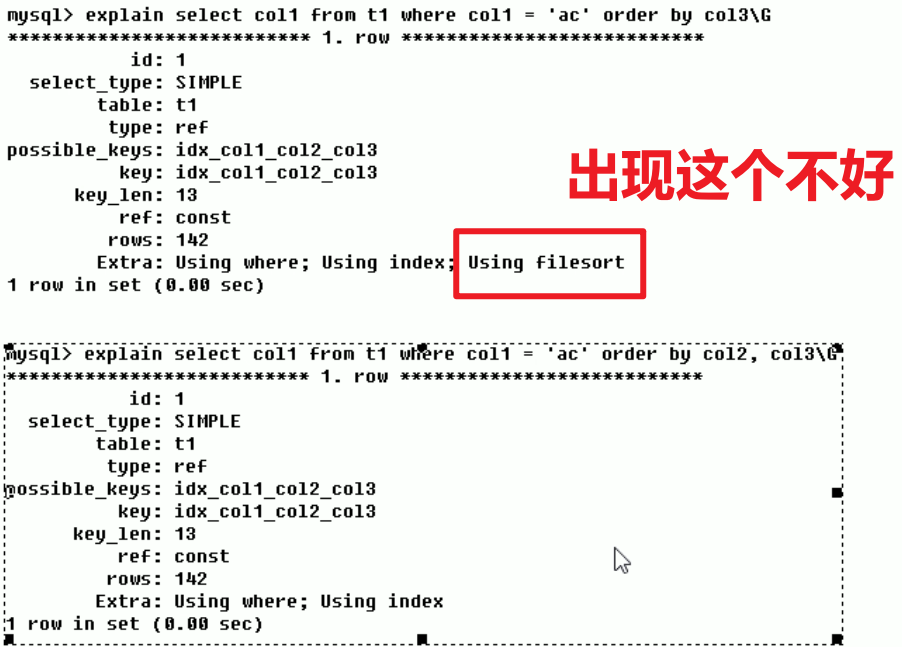 mysql> explain select col1 from t1 where col1 = 'ac' order by col3\G
*************************** 1. row ***************************
id: 1
select_type: SIMPLE
table: t1
type: ref
possible_keys: idx_col1_col2_col3
key: idx_col1_col2_col3
key_len: 13
ref: const
rows: 142
Extra: Using where; Using index; Using filesort
1 row in set (0.00 sec)
出现这个不好
mysql> explain select col1 from t1 where col1 = 'ac' order by col2, col3\G
*************************** 1. row ***************************
id: 1
select_type: SIMPLE
table: t1
type: ref
possible_keys: idx_col1_col2_col3
key: idx_col1_col2_col3
key_len: 13
ref: const
rows: 142
Extra: Using where; Using index
1 row in set (0.00 sec)